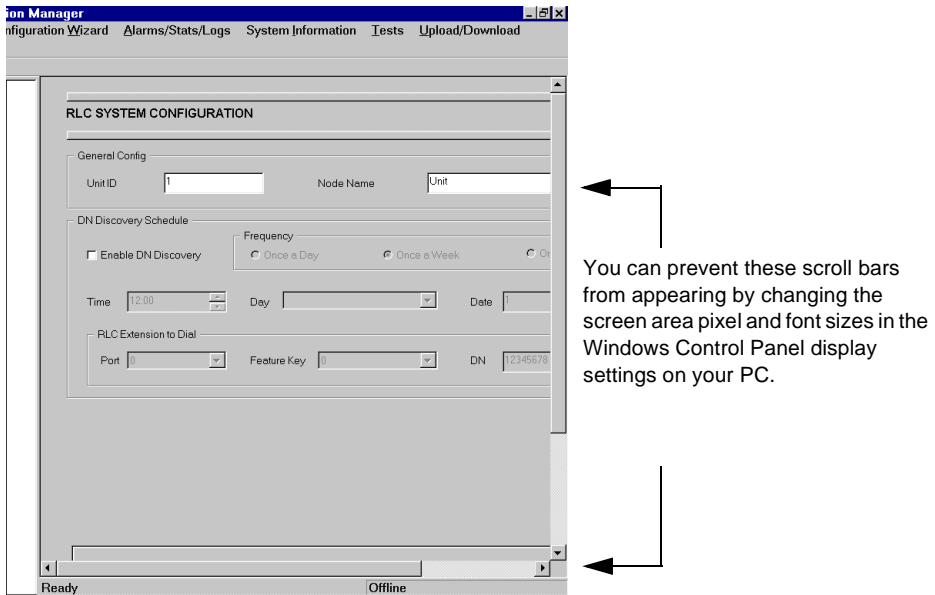 ion Manager
nfiguration Wizard Alarms/Stats/Logs System Information Tests Upload/Download
RLC SYSTEM CONFIGURATION
General Config
Unit ID 1 Node Name Unit
DN Discovery Schedule
Frequency
Enable DN Discovery Once a Day Once a Week On
Time 12:00 Day Date 1
RLC Extension to Dial
Port 0 Feature Key 0 DN 12345678
Ready Offline
You can prevent these scroll bars
from appearing by changing the
screen area pixel and font sizes in the
Windows Control Panel display
settings on your PC.